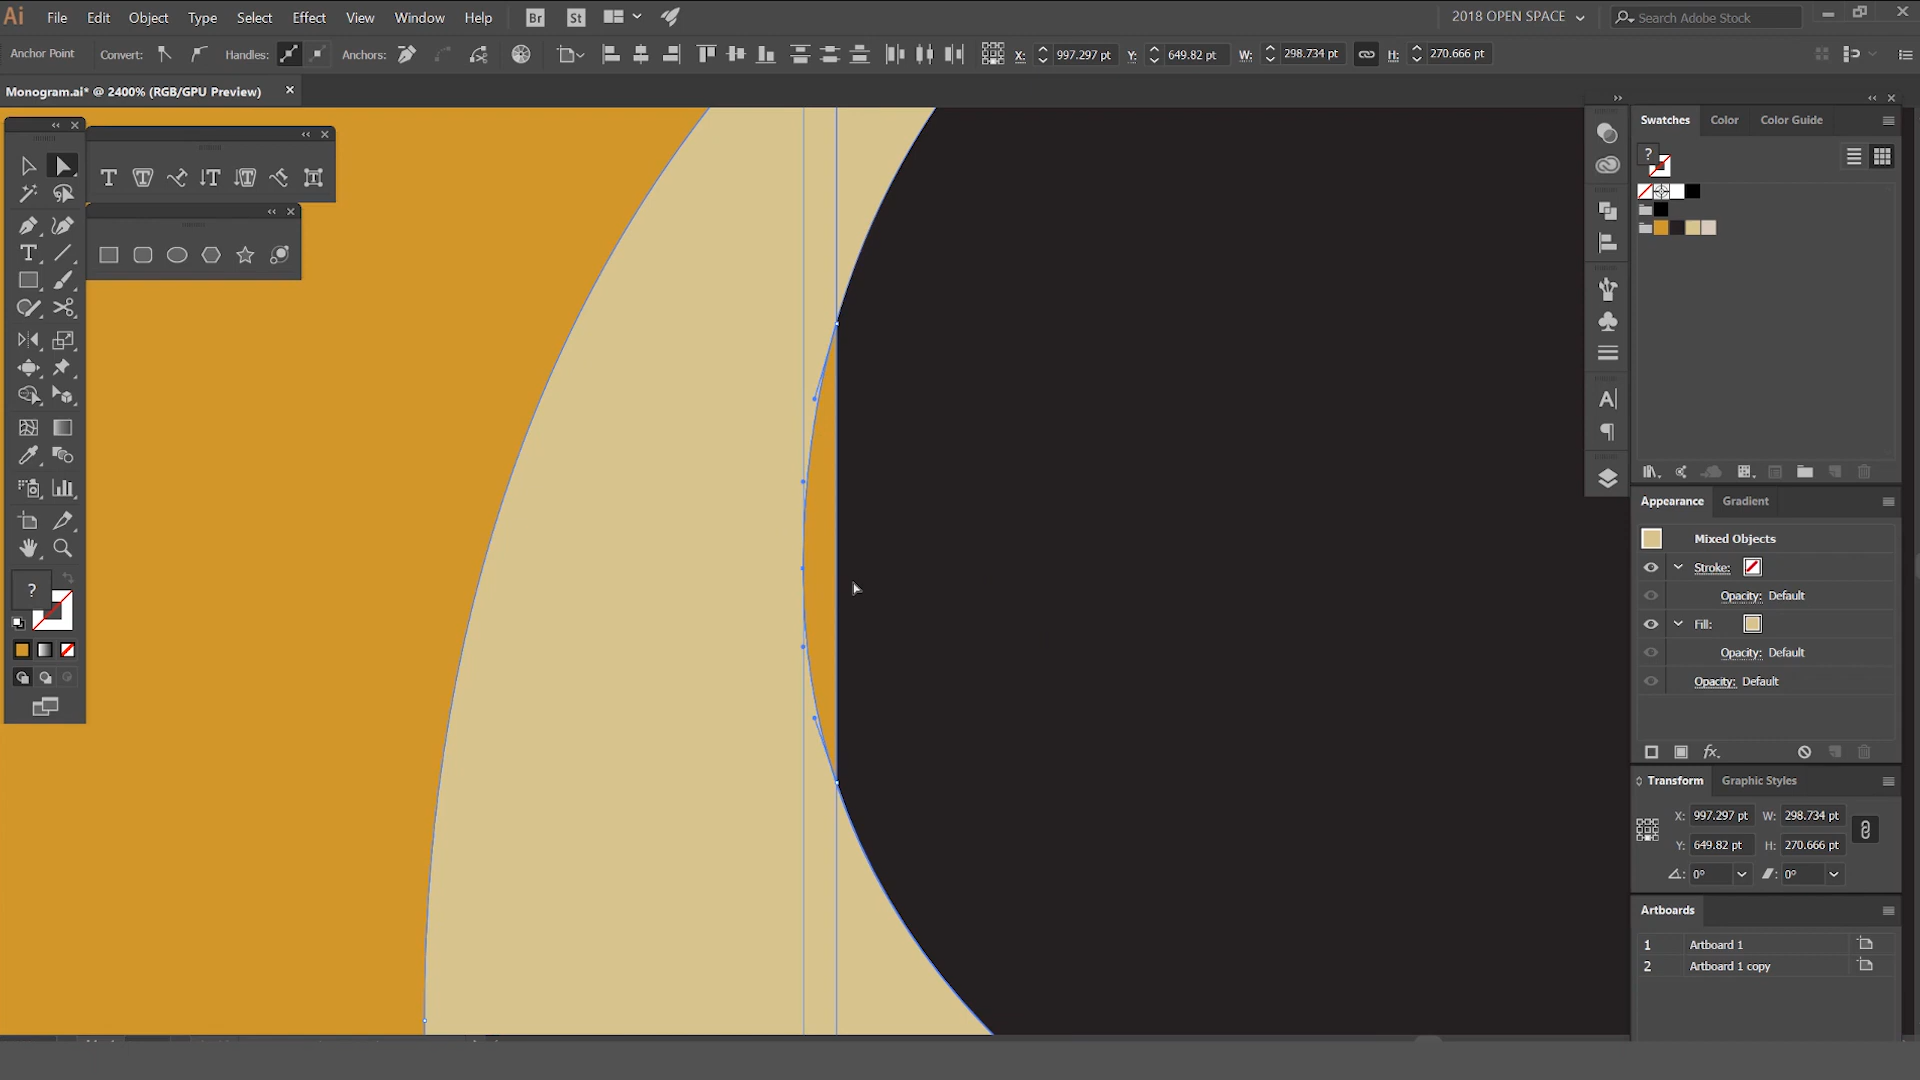 Ai File Edit Object Type Select Effect View Window Help Br St 2018 OPEN SPACE Search Adobe Stock
Anchor Point Convert: Handles: Anchors: X: 997.297 pt Y: 649.82 pt W: 298.734 pt H: 270.666 pt
Monogram.ai* @ 2400% (RGB/GPU Preview)
Swatches Color Color Guide
?
?
Appearance Gradient
Mixed Objects
Stroke:
Opacity: Default
Fill:
Opacity: Default
Opacity: Default
fx
Transform Graphic Styles
X: 997.297 pt W: 298.734 pt
Y: 649.82 pt H: 270.666 pt
0° 0°
Artboards
1 Artboard 1
2 Artboard 1 copy